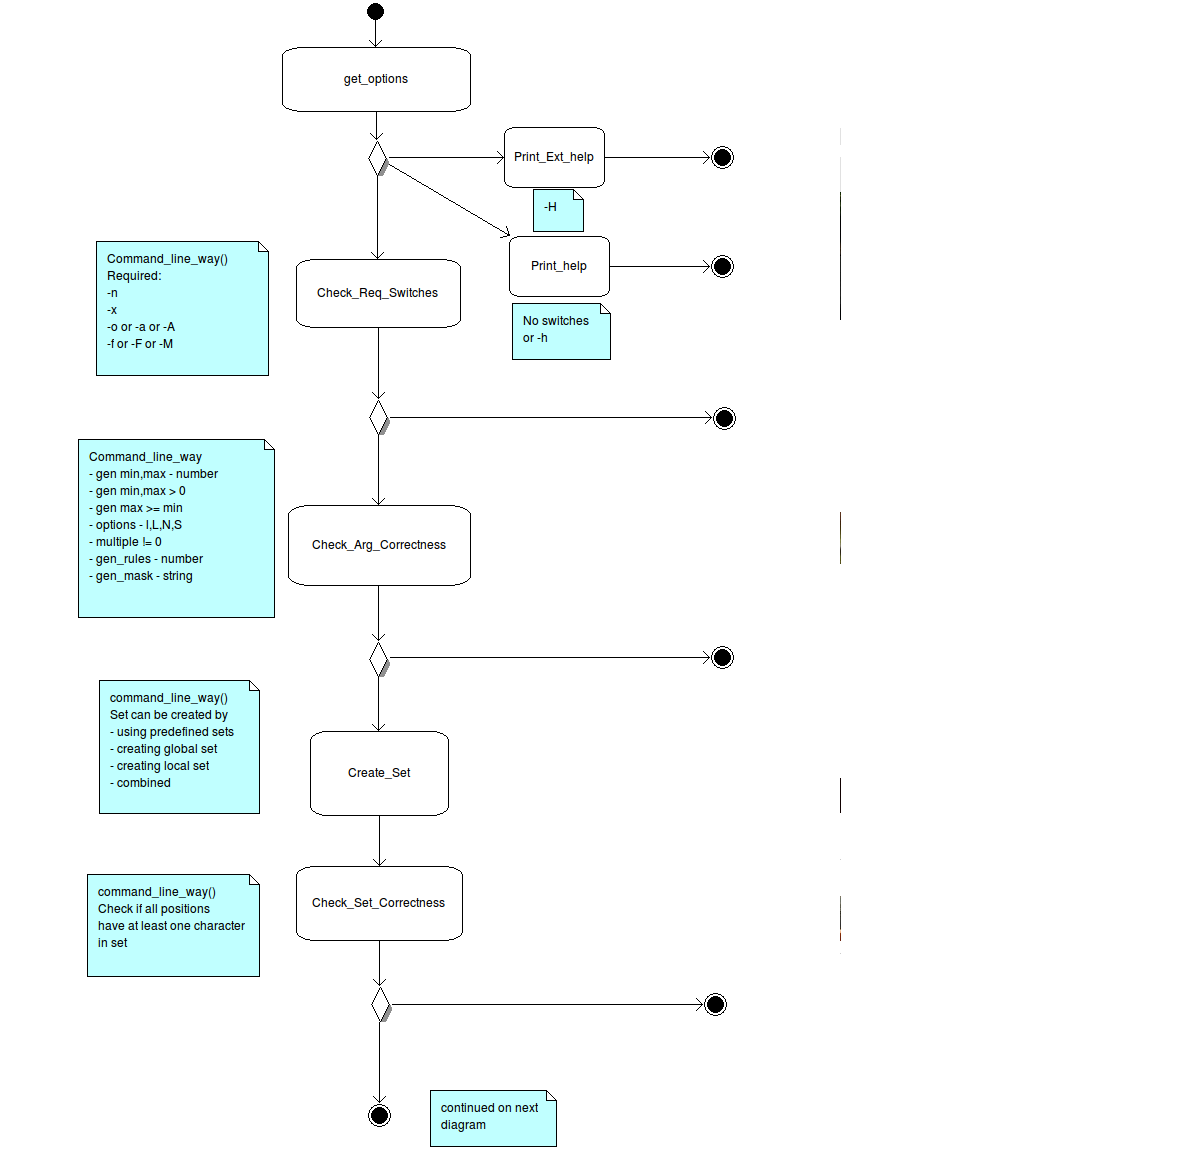 get_options
Print_Ext_help
-H
Command_line_way()
Required:
-n
-x
-o or -a or -A
-f or -F or -M
Check_Req_Switches
Print_help
No switches
or -h
Command_line_way
- gen min,max - number
- gen min,max > 0
- gen max >= min
- options - l,L,N,S
- multiple != 0
- gen_rules - number
- gen_mask - string
Check_Arg_Correctness
command_line_way()
Set can be created by
- using predefined sets
- creating global set
- creating local set
- combined
Create_Set
command_line_way()
Check if all positions
have at least one character
in set
Check_Set_Correctness
continued on next
diagram